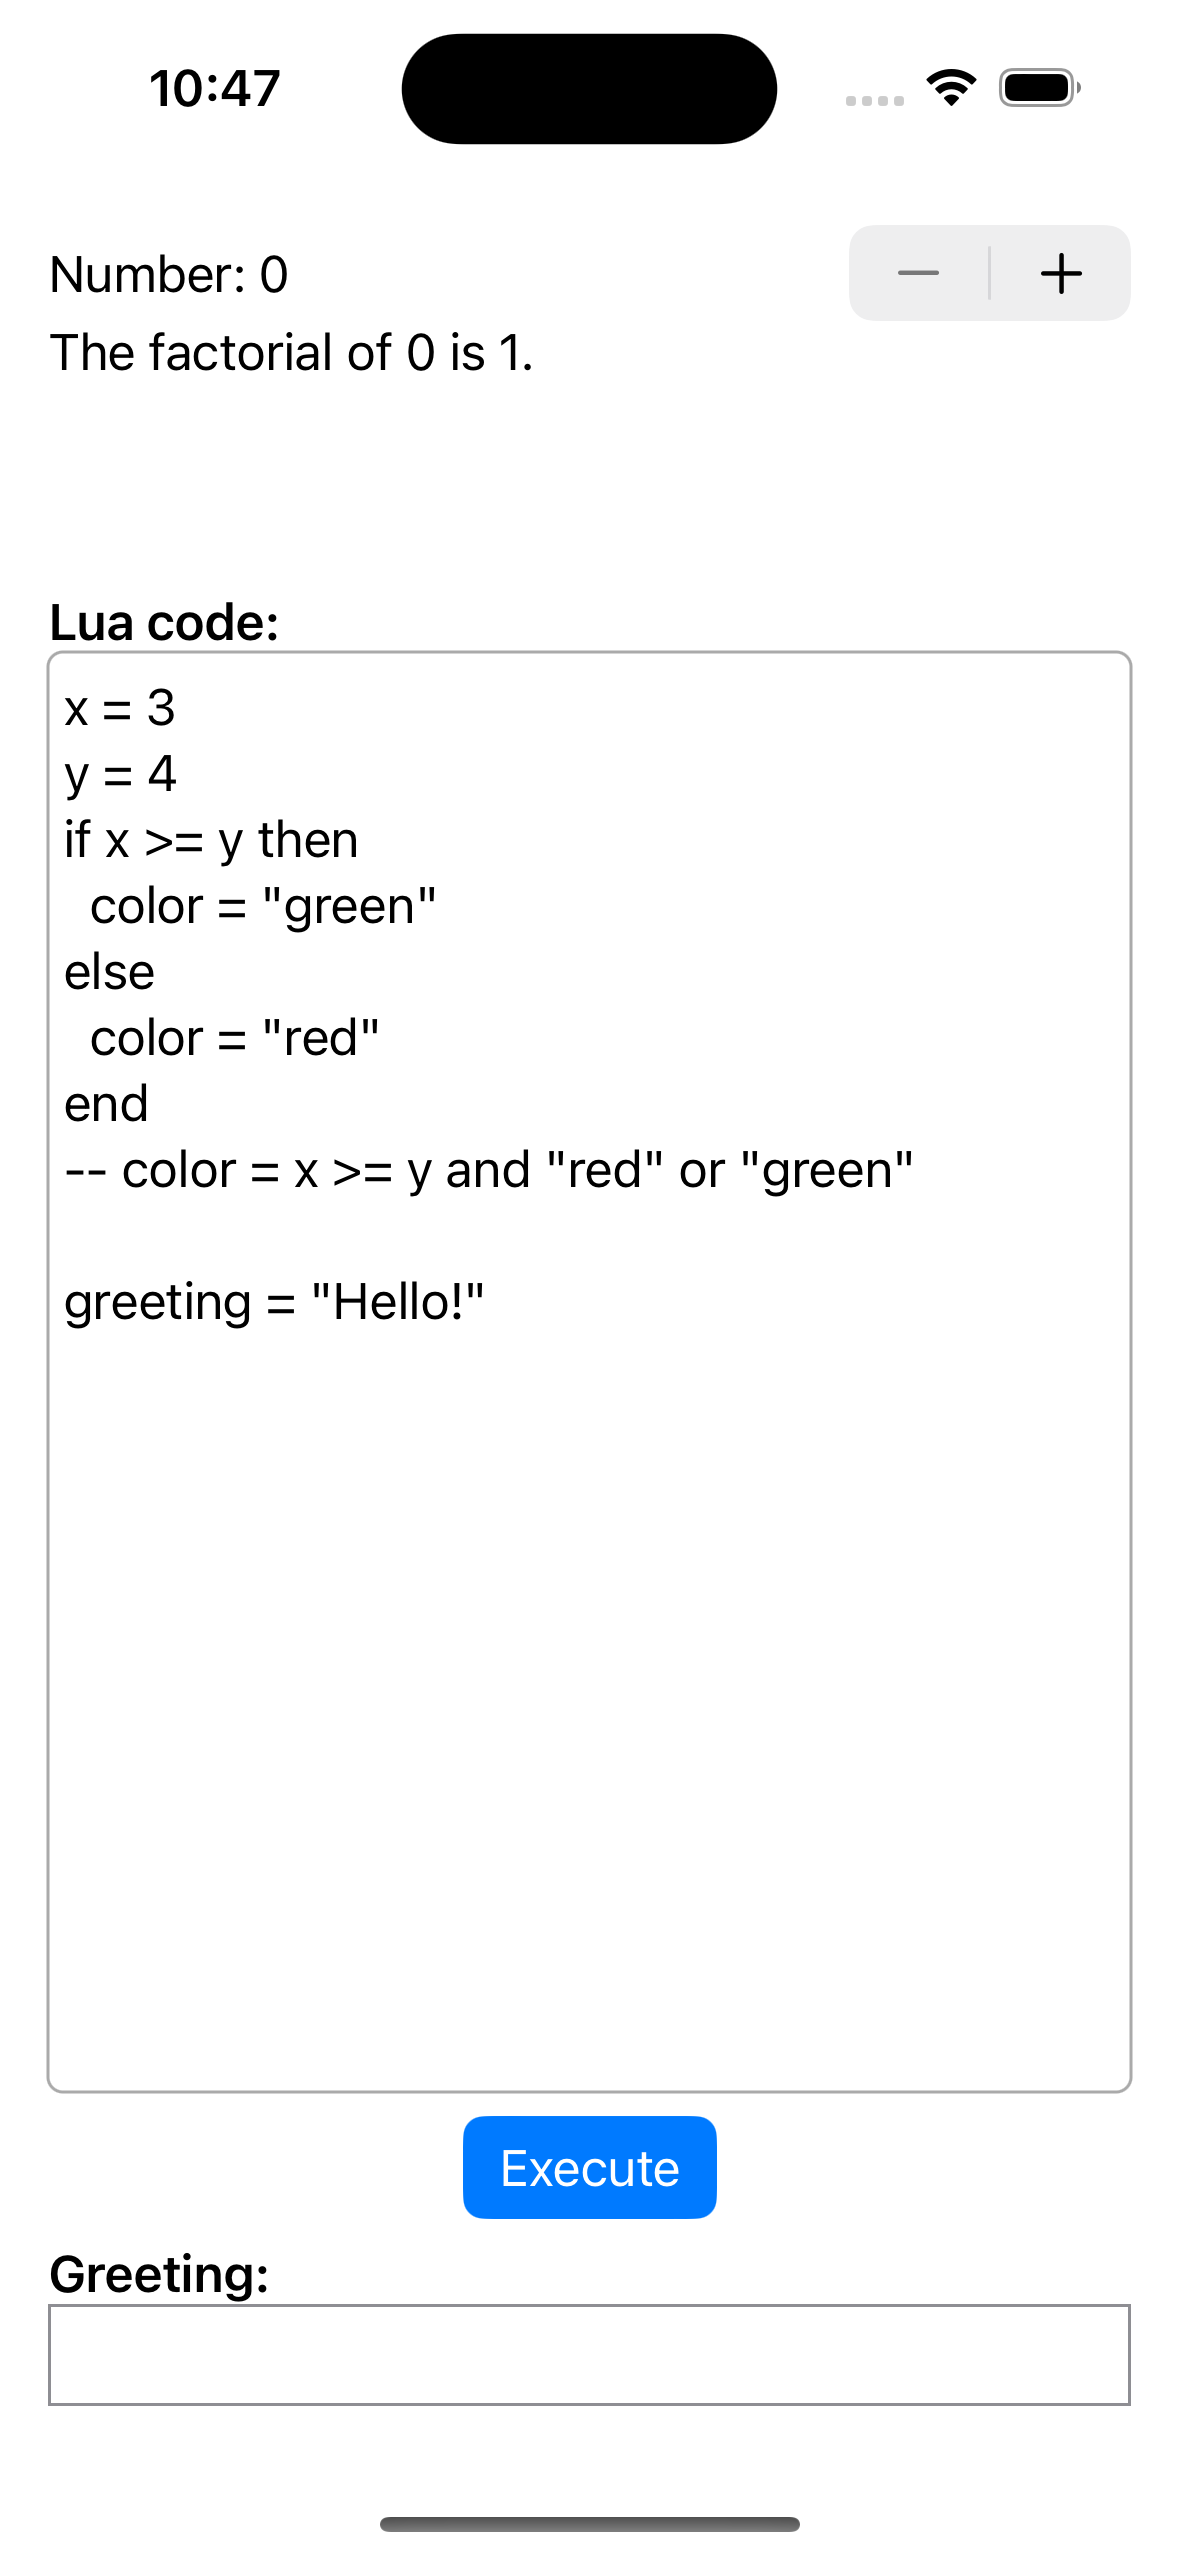 10:47
Number: 0
The factorial of 0 is 1.
Lua code:
x = 3
y = 4
if x >= y then
  color = "green"
else
  color = "red"
end
-- color = x >= y and "red" or "green"
greeting = "Hello!"
Execute
Greeting: